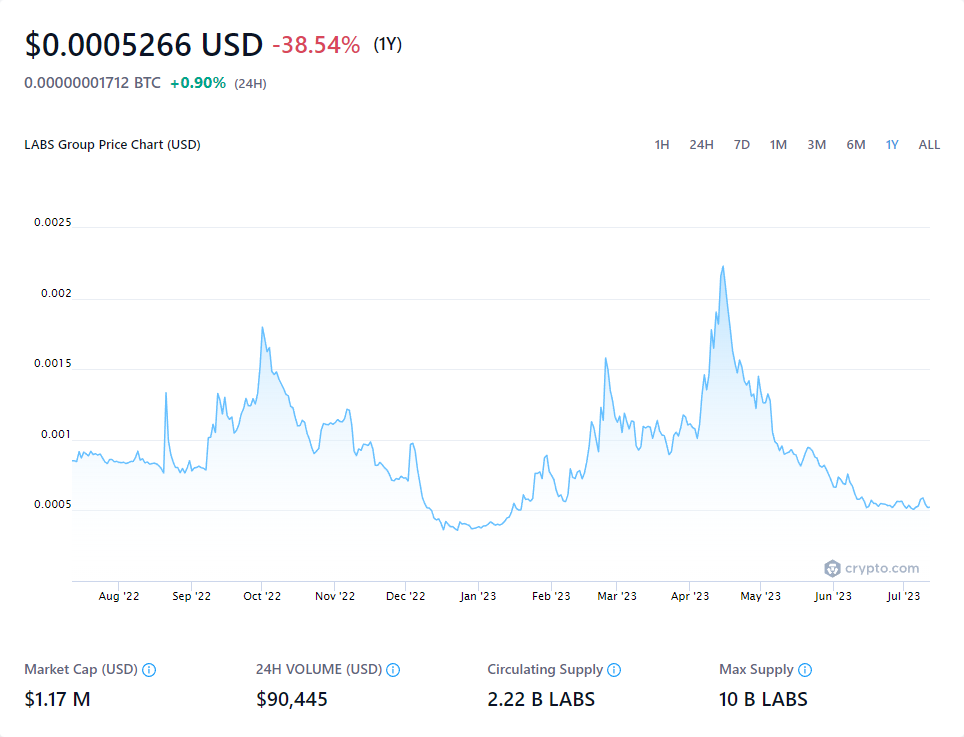 $0.0005266 USD -38.54% (1Y)
0.00000001712 BTC +0.90% (24H)
LABS Group Price Chart (USD) 1H 24H 7D 1M 3M 6M 1Y ALL
0.0025
0.002
0.0015
0.001
0.0005
crypto.com
Aug '22 Sep '22 Oct '22 Nov '22 Dec '22 Jan '23 Feb '23 Mar '23 Apr '23 May '23 Jun '23 Jul '23
Market Cap (USD) 24H VOLUME (USD) Circulating Supply Max Supply
$1.17 M $90,445 2.22 B LABS 10 B LABS